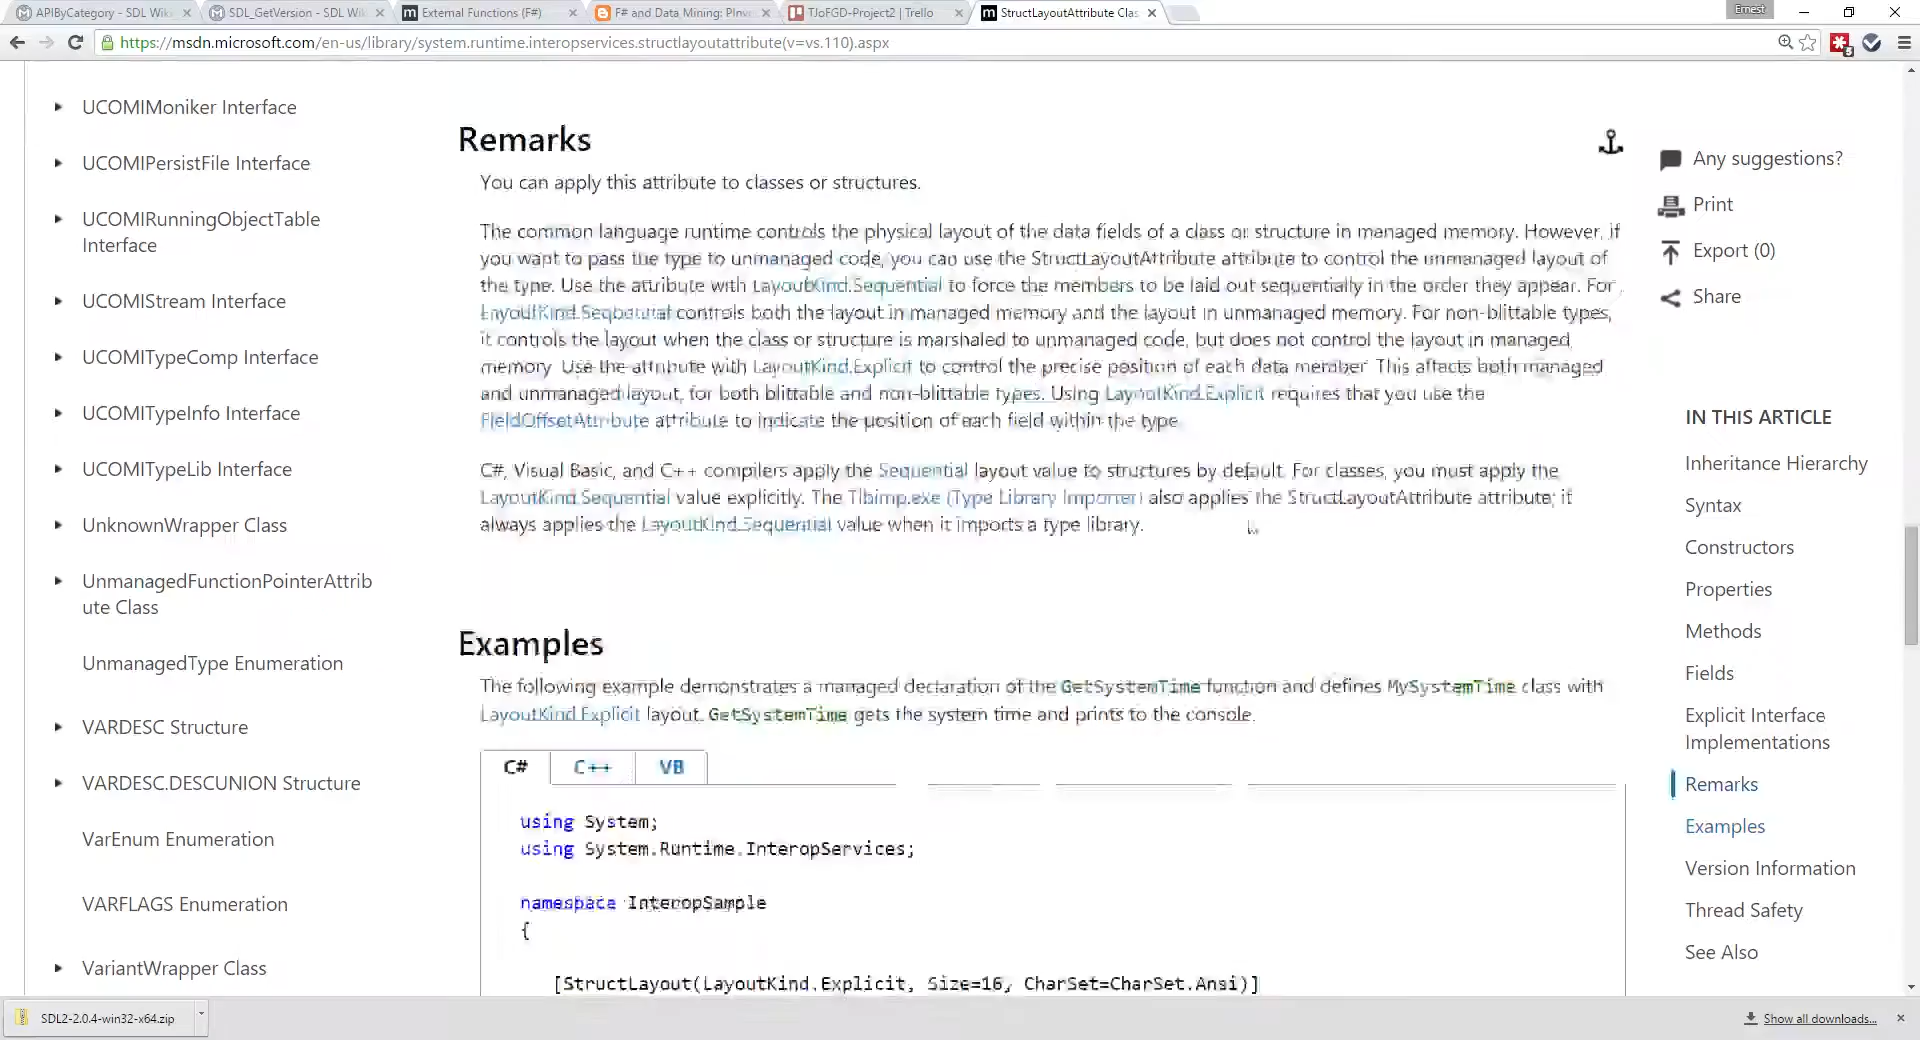 APIByCategory - SDL Wiki
SDL_GetVersion - SDL Wiki
External Functions (F#)
F# and Data Mining: PInv
TJoFGD-Project2 | Trello
StructLayoutAttribute Clas
Ernest
https://msdn.microsoft.com/en-us/library/system.runtime.interopservices.structlayoutattribute(v=vs.110).aspx
UCOMIMoniker Interface
UCOMIPersistFile Interface
UCOMIRunningObjectTable
Interface
UCOMIStream Interface
UCOMITypeComp Interface
UCOMITypeInfo Interface
UCOMITypeLib Interface
UnknownWrapper Class
UnmanagedFunctionPointerAttrib
ute Class
UnmanagedType Enumeration
VARDESC Structure
VARDESC.DESCUNION Structure
VarEnum Enumeration
VARFLAGS Enumeration
VariantWrapper Class
Remarks
You can apply this attribute to classes or structures.
The common language runtime controls the physical layout of the data fields of a class or structure in managed memory. However, if
you want to pass the type to unmanaged code, you can use the StructLayoutAttribute attribute to control the unmanaged layout of
the type. Use the attribute with LayoutKind.Sequential to force the members to be laid out sequentially in the order they appear. For
LayoutKind.Sequential controls both the layout in managed memory and the layout in unmanaged memory. For non-blittable types,
it controls the layout when the class or structure is marshaled to unmanaged code, but does not control the layout in managed
memory. Use the attribute with LayoutKind.Explicit to control the precise position of each data member. This affects both managed
and unmanaged layout, for both blittable and non-blittable types. Using LayoutKind.Explicit requires that you use the
FieldOffsetAttribute attribute to indicate the position of each field within the type.
C#, Visual Basic, and C++ compilers apply the Sequential layout value to structures by default. For classes, you must apply the
LayoutKind.Sequential value explicitly. The Tlbimp.exe (Type Library Importer) also applies the StructLayoutAttribute attribute; it
always applies the LayoutKind.Sequential value when it imports a type library.
Examples
The following example demonstrates a managed declaration of the GetSystemTime function and defines MySystemTime class with
LayoutKind.Explicit layout. GetSystemTime gets the system time and prints to the console.
C# C++ VB
using System;
using System.Runtime.InteropServices;
namespace InteropSample
{
[StructLayout(LayoutKind.Explicit, Size=16, CharSet=CharSet.Ansi)]
Any suggestions?
Print
Export (0)
Share
IN THIS ARTICLE
Inheritance Hierarchy
Syntax
Constructors
Properties
Methods
Fields
Explicit Interface
Implementations
Remarks
Examples
Version Information
Thread Safety
See Also
SDL2-2.0.4-win32-x64.zip
Show all downloads...